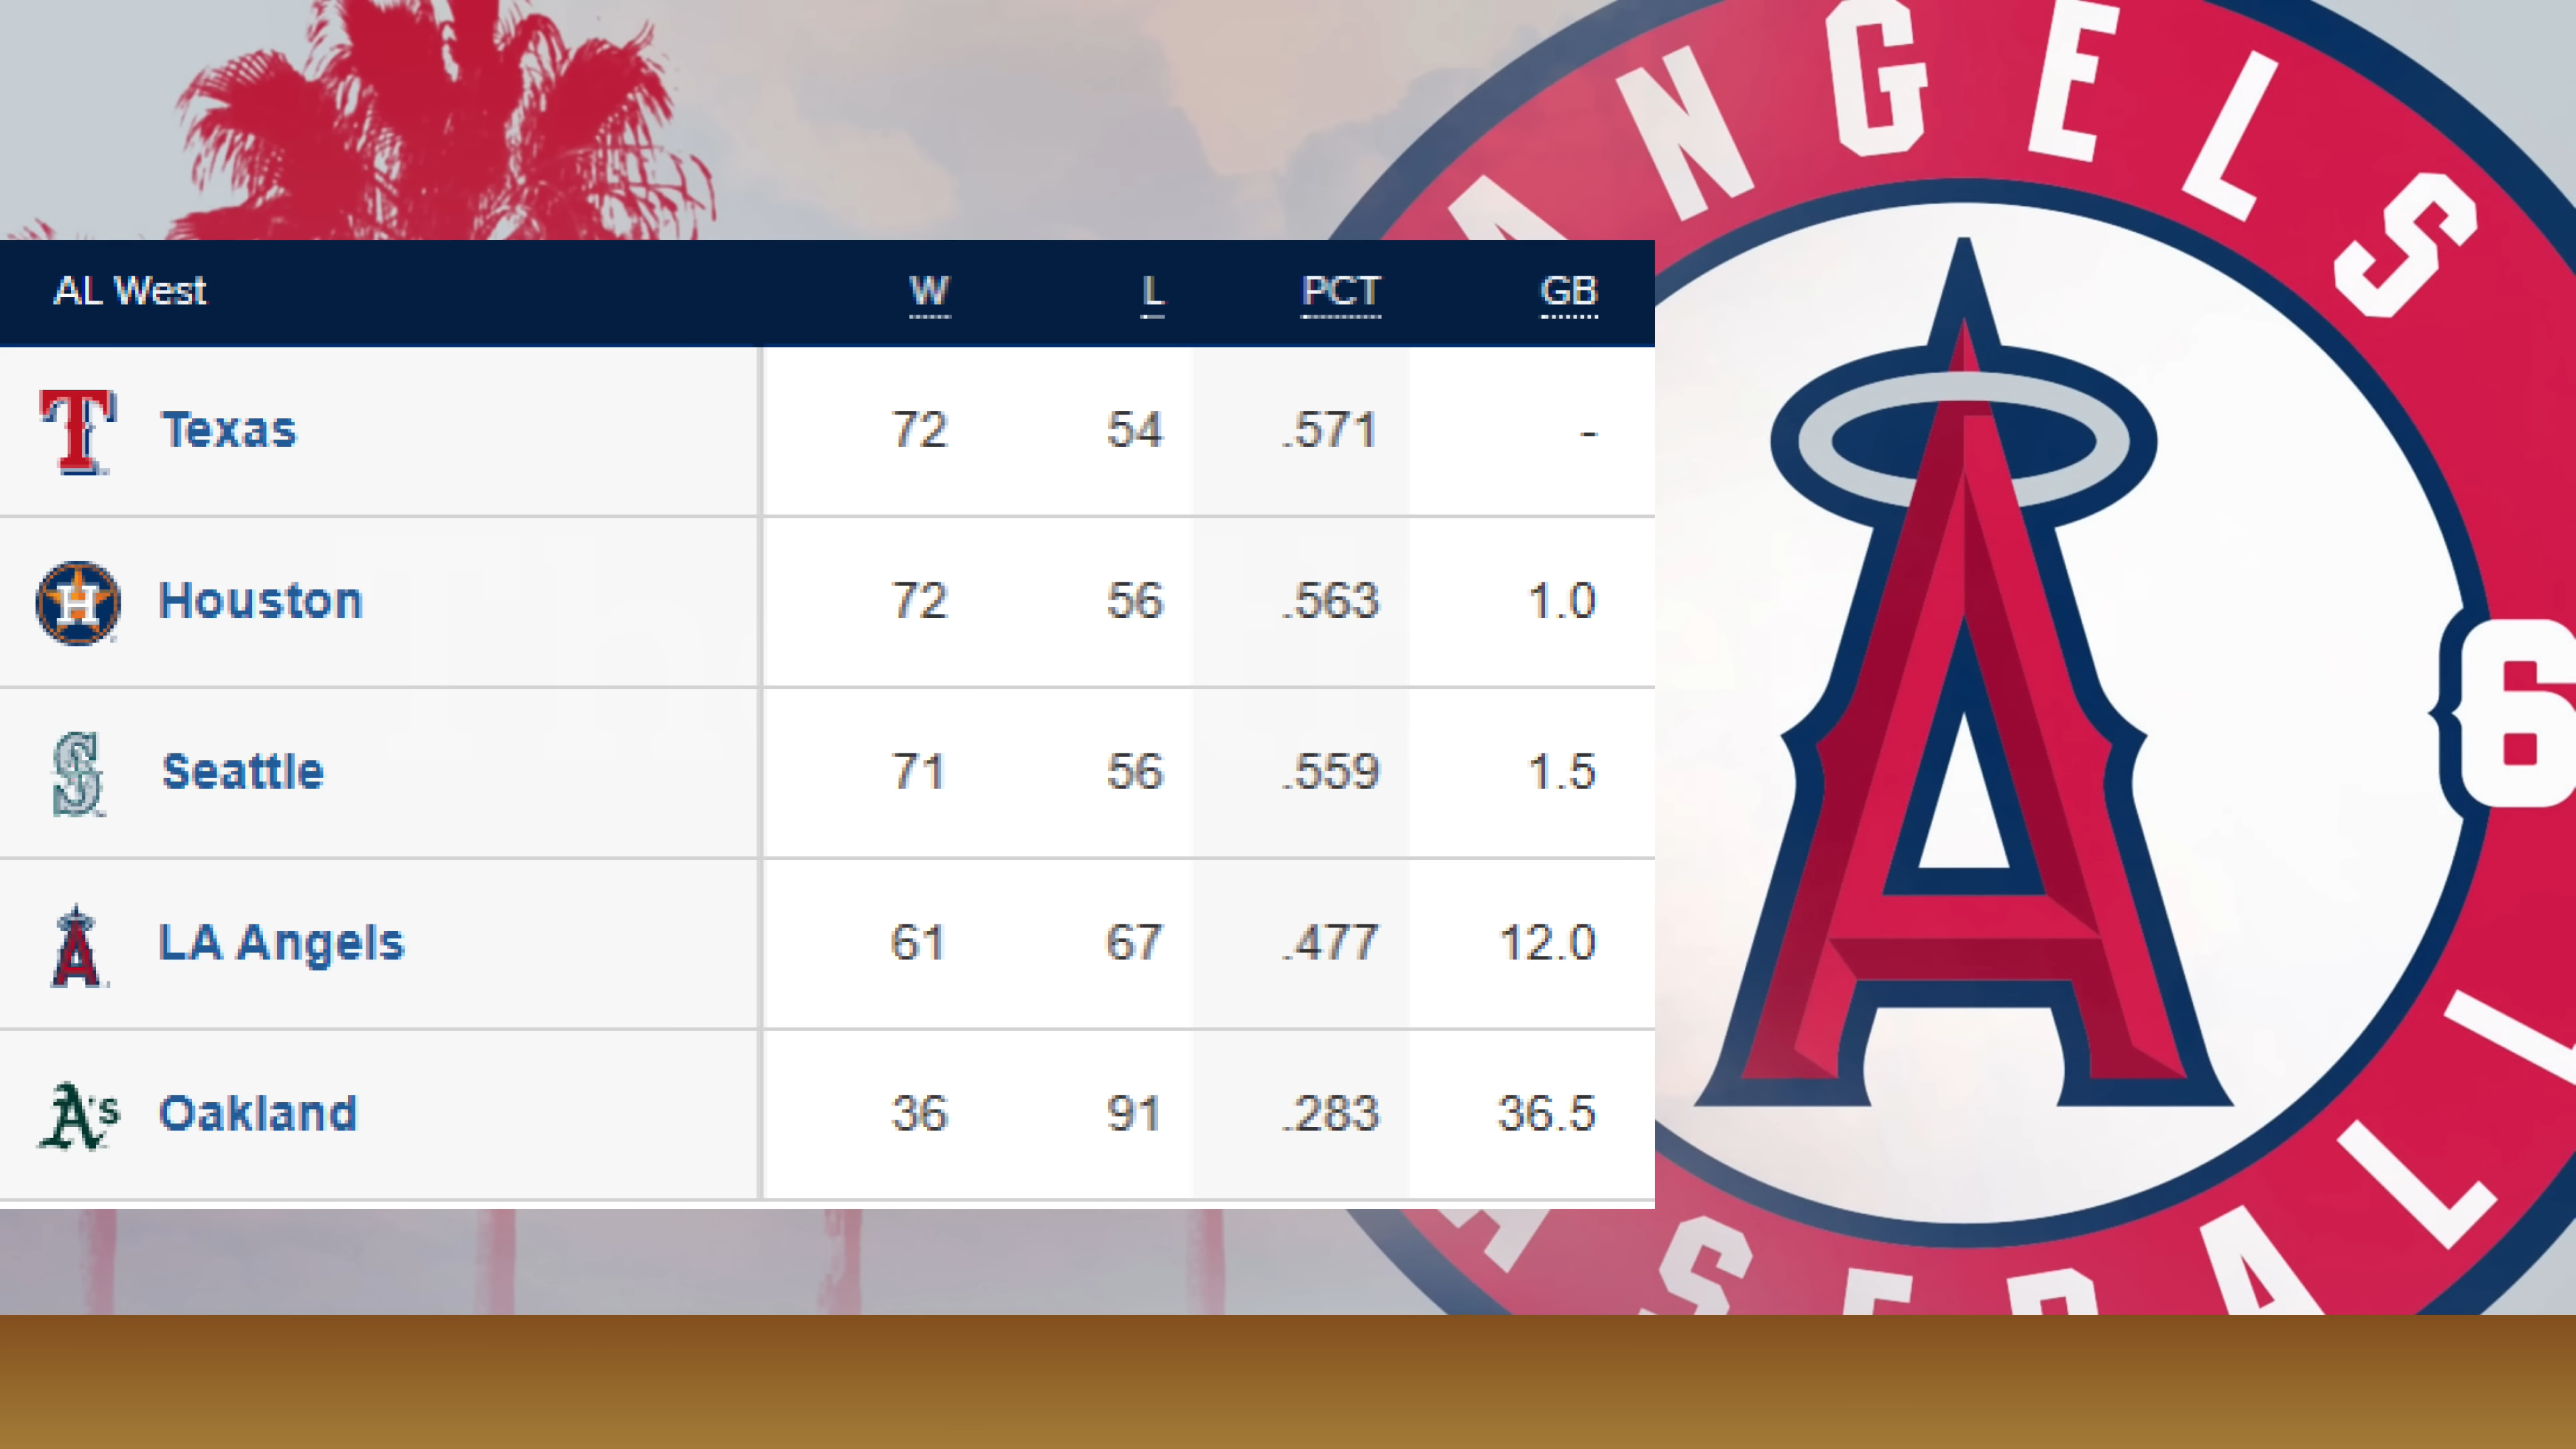 ANGELS
AL West W L PCT GB
Texas 72 54 .571 -
Houston 72 56 .563 1.0
Seattle 71 56 .559 1.5
LA Angels 61 67 .477 12.0
A's Oakland 36 91 .283 36.5
A
6